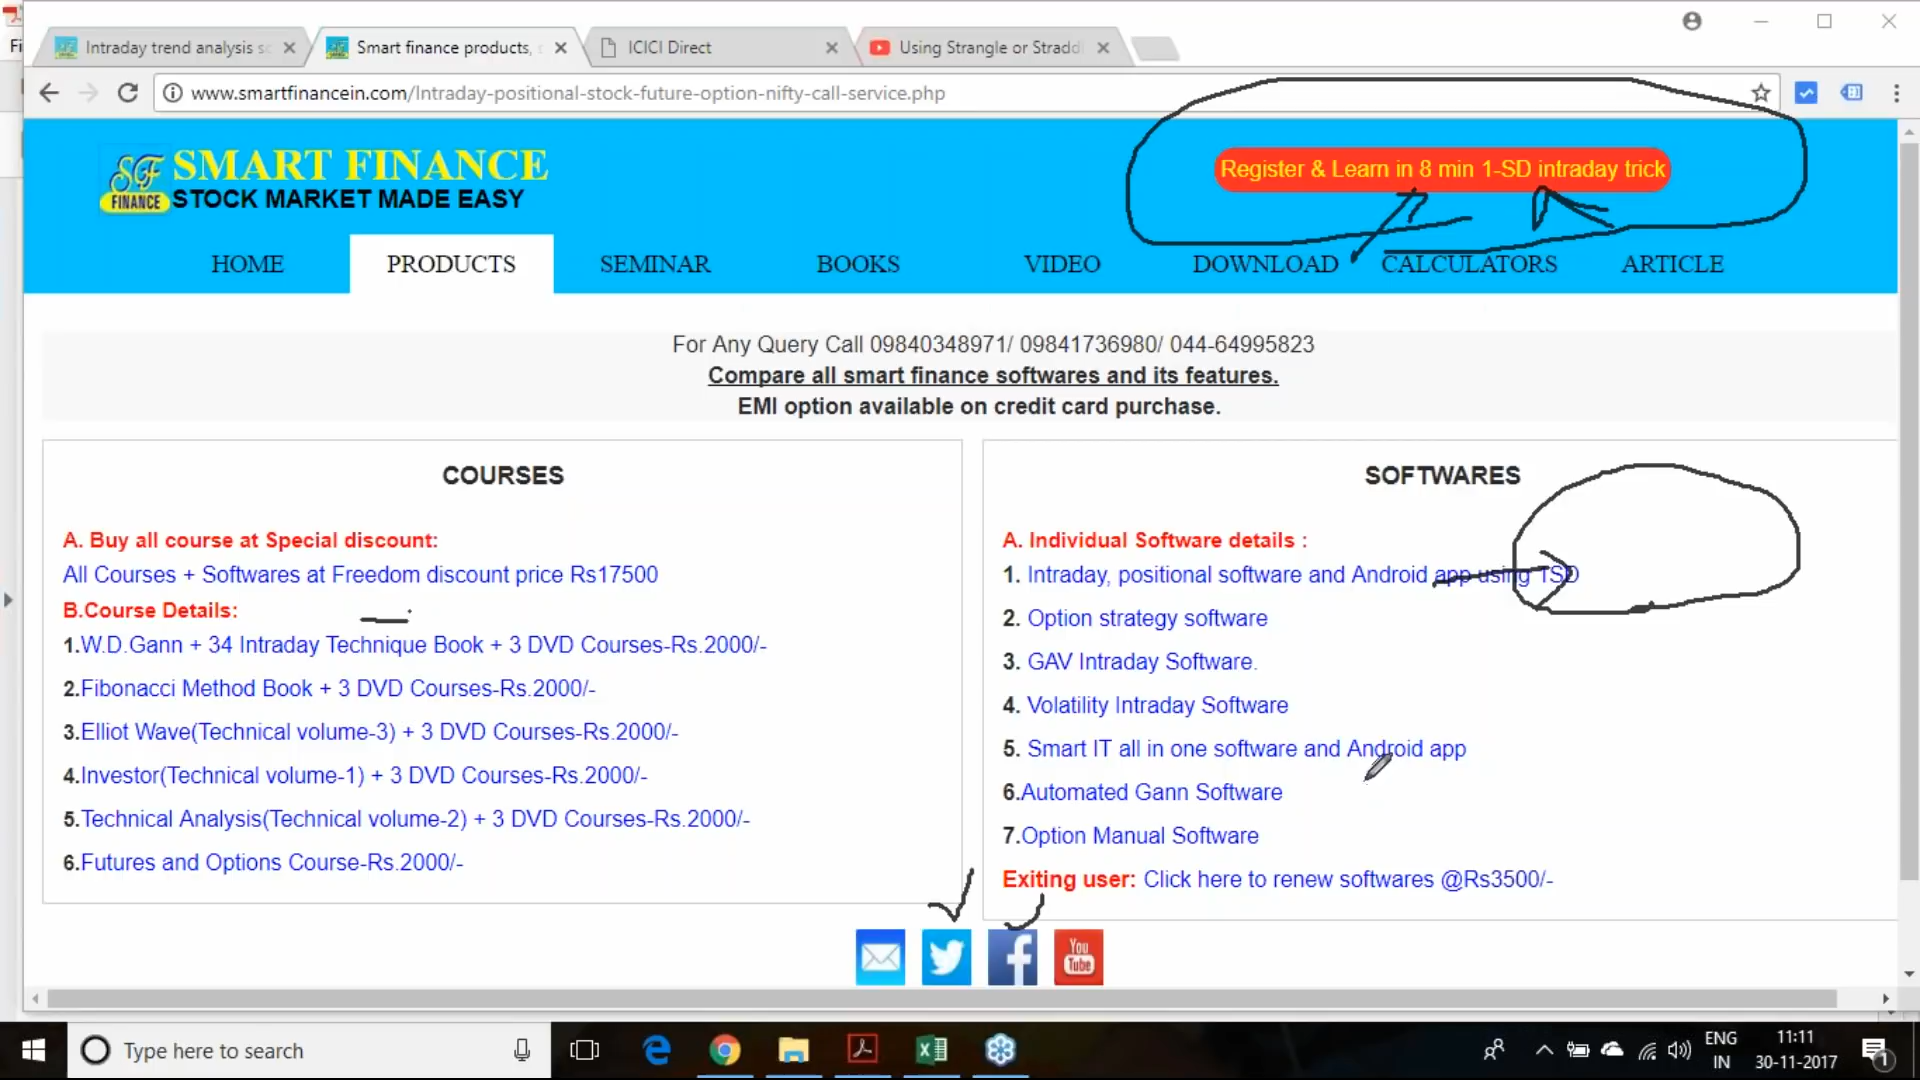 Fi
Intraday trend analysis so
Smart finance products,
ICICI Direct
Using Strangle or Stradd
www.smartfinancein.com/Intraday-positional-stock-future-option-nifty-call-service.php
SF
FINANCE
SMART FINANCE
STOCK MARKET MADE EASY
Register & Learn in 8 min 1-SD intraday trick
HOME
PRODUCTS
SEMINAR
BOOKS
VIDEO
DOWNLOAD
CALCULATORS
ARTICLE
For Any Query Call 09840348971/ 09841736980/ 044-64995823
Compare all smart finance softwares and its features.
EMI option available on credit card purchase.
COURSES
A. Buy all course at Special discount:
All Courses + Softwares at Freedom discount price Rs17500
B.Course Details:
1.W.D.Gann + 34 Intraday Technique Book + 3 DVD Courses-Rs.2000/-
2.Fibonacci Method Book + 3 DVD Courses-Rs.2000/-
3.Elliot Wave(Technical volume-3) + 3 DVD Courses-Rs.2000/-
4.Investor(Technical volume-1) + 3 DVD Courses-Rs.2000/-
5.Technical Analysis(Technical volume-2) + 3 DVD Courses-Rs.2000/-
6.Futures and Options Course-Rs.2000/-
SOFTWARES
A. Individual Software details :
1. Intraday, positional software and Android app using 1SD
2. Option strategy software
3. GAV Intraday Software.
4. Volatility Intraday Software
5. Smart IT all in one software and Android app
6.Automated Gann Software
7.Option Manual Software
Exiting user: Click here to renew softwares @Rs3500/-
You
Tube
Type here to search
ENG
IN
11:11
30-11-2017
1